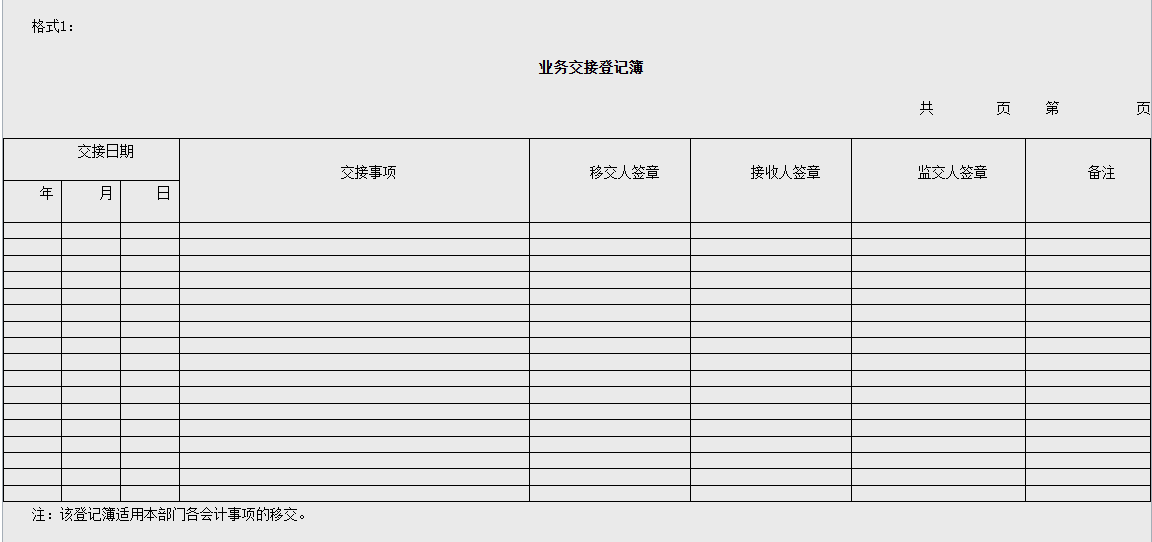 格式1：
业务交接登记簿
共 页 第 页
交接日期 交接事项 移交人签章 接收人签章 监交人签章 备注
年 月 日
注：该登记簿适用本部门各会计事项的移交。